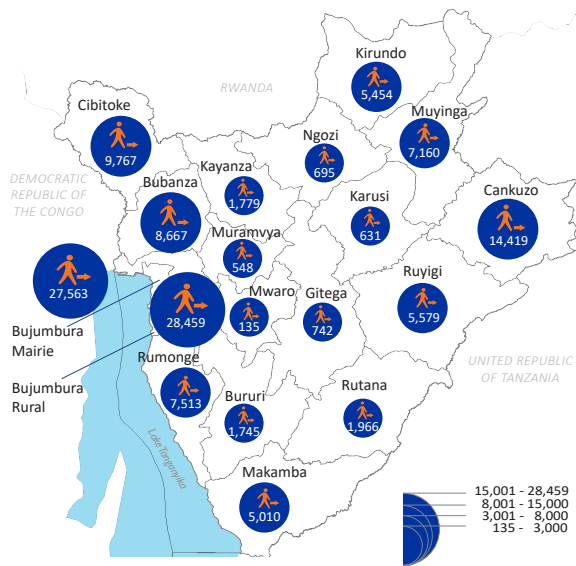 Kirundo
5,454
RWANDA
Cibitoke
9,767
Muyinga
7,160
Ngozi
695
DEMOCRATIC
REPUBLIC OF
THE CONGO
Kayanza
1,779
Bubanza
8,667
Karusi
631
Cankuzo
14,419
Muramvya
548
27,563
Bujumbura
Mairie
28,459
Mwaro
135
Gitega
742
Ruyigi
5,579
Bujumbura
Rural
Rumonge
7,513
UNITED REPUBLIC
OF TANZANIA
Bururi
1,745
Rutana
1,966
Lake Tanganyika
Makamba
5,010
15,001 - 28,459
8,001 - 15,000
3,001 - 8,000
135 - 3,000